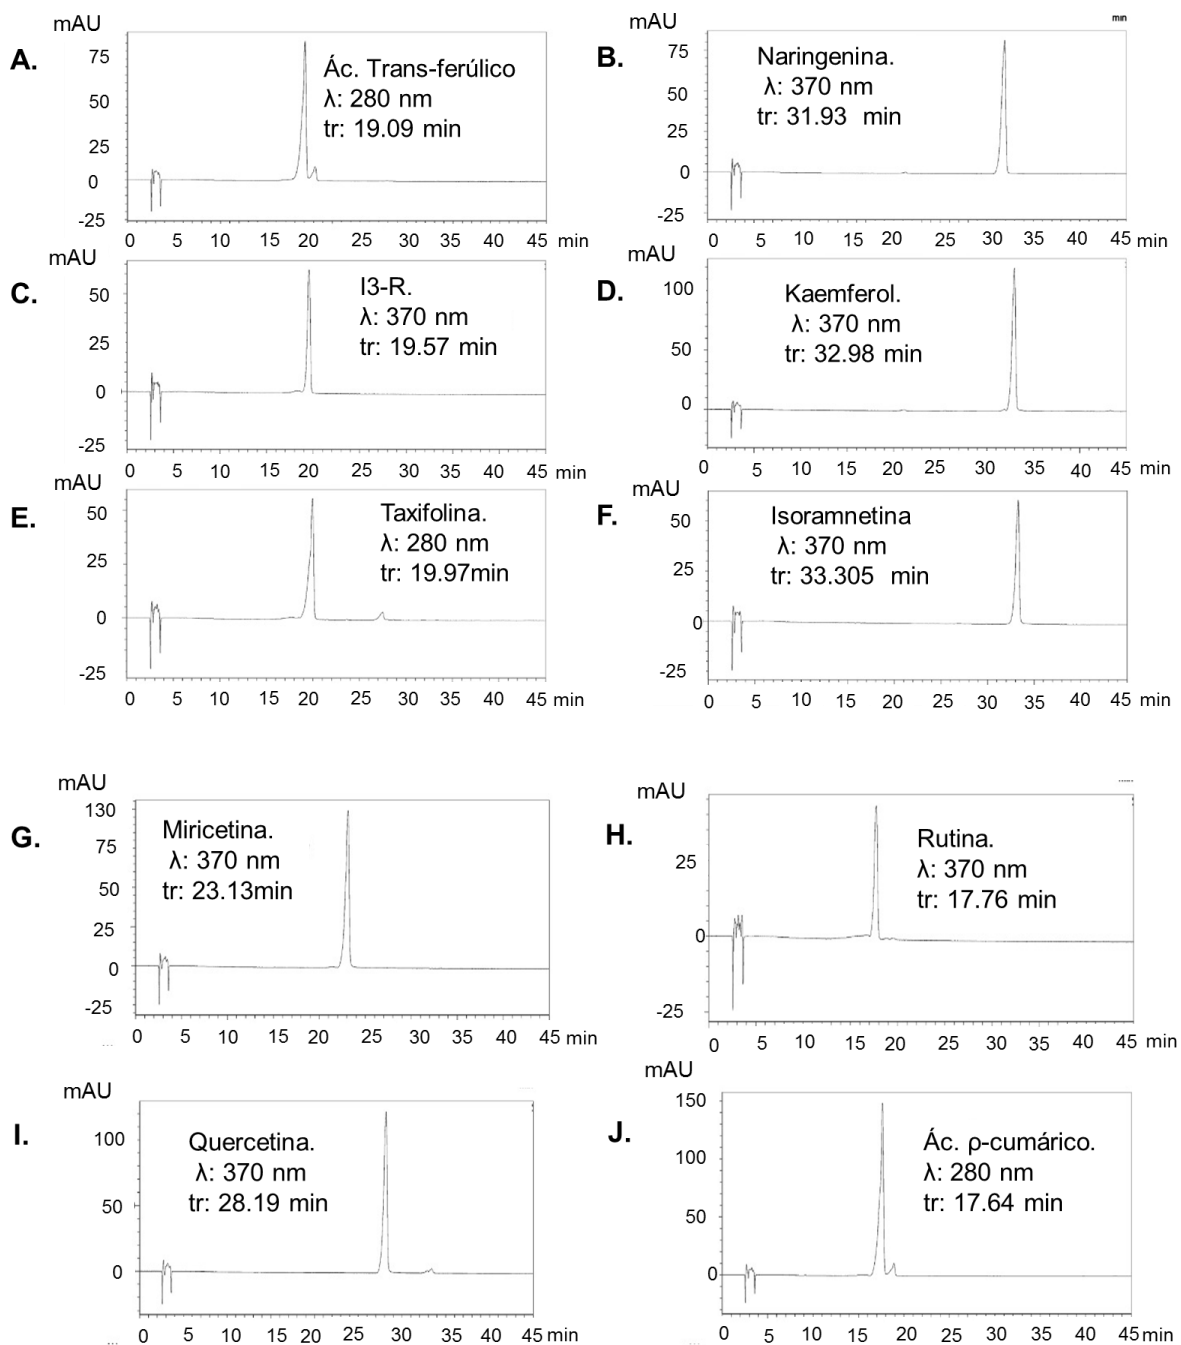 mAU
A.
75
50
25
0
-25
Ác. Trans-ferúlico
λ: 280 nm
tr: 19.09 min
0 5 10 15 20 25 30 35 40 45 min
mAU
min
B.
75
50
25
0
-25
Naringenina.
λ: 370 nm
tr: 31.93 min
0 5 10 15 20 25 30 35 40 45 min
mAU
C.
50
25
0
-25
I3-R.
λ: 370 nm
tr: 19.57 min
0 5 10 15 20 25 30 35 40 45 min
mAU
D.
100
50
0
Kaemferol.
λ: 370 nm
tr: 32.98 min
0 5 10 15 20 25 30 35 40 45 min
mAU
E.
50
25
0
-25
Taxifolina.
λ: 280 nm
tr: 19.97min
0 5 10 15 20 25 30 35 40 45 min
mAU
F.
50
25
0
-25
Isoramnetina
λ: 370 nm
tr: 33.305 min
0 5 10 15 20 25 30 35 40 45 min
mAU
G.
130
75
50
25
0
-25
Miricetina.
λ: 370 nm
tr: 23.13min
0 5 10 15 20 25 30 35 40 45 min
mAU
H.
25
0
-25
Rutina.
λ: 370 nm
tr: 17.76 min
0 5 10 15 20 25 30 35 40 45 min
mAU
I.
100
50
0
Quercetina.
λ: 370 nm
tr: 28.19 min
0 5 10 15 20 25 30 35 40 45 min
mAU
J.
150
100
50
0
Ác. ρ-cumárico.
λ: 280 nm
tr: 17.64 min
0 5 10 15 20 25 30 35 40 45 min